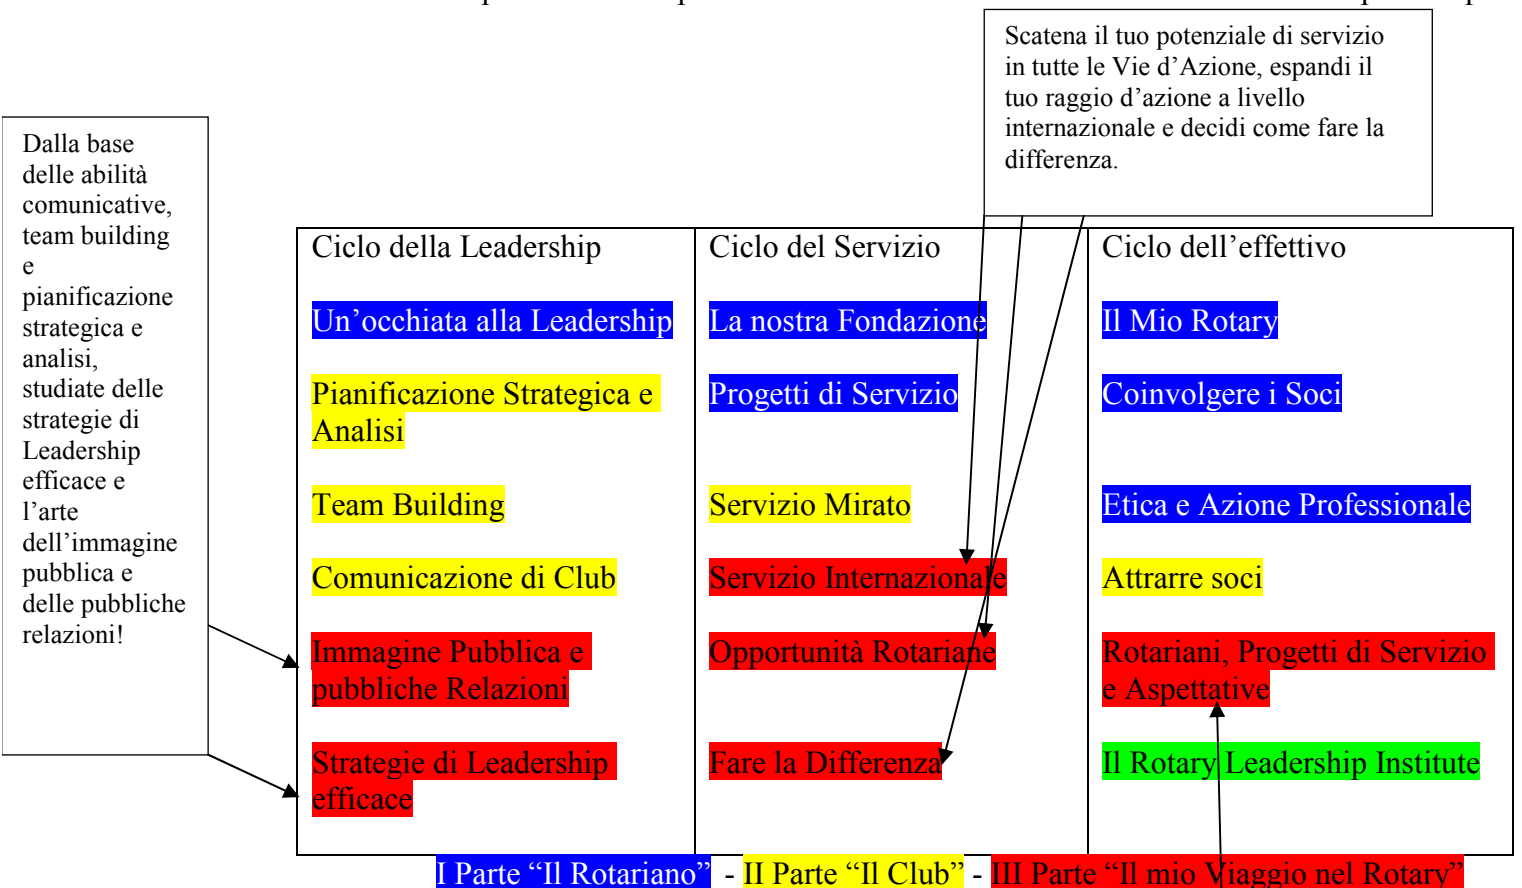 Scatena il tuo potenziale di servizio
in tutte le Vie d’Azione, espandi il
tuo raggio d’azione a livello
internazionale e decidi come fare la
differenza.
Dalla base
delle abilità
comunicative,
team building
e
pianificazione
strategica e
analisi,
studiate delle
strategie di
Leadership
efficace e
l’arte
dell’immagine
pubblica e
delle pubbliche
relazioni!
Ciclo della Leadership
Un’occhiata alla Leadership
Pianificazione Strategica e
Analisi
Team Building
Comunicazione di Club
Immagine Pubblica e
pubbliche Relazioni
Strategie di Leadership
efficace
Ciclo del Servizio
La nostra Fondazione
Progetti di Servizio
Servizio Mirato
Servizio Internazionale
Opportunità Rotariane
Fare la Differenza
Ciclo dell’effettivo
Il Mio Rotary
Coinvolgere i Soci
Etica e Azione Professionale
Attrarre soci
Rotariani, Progetti di Servizio
e Aspettative
Il Rotary Leadership Institute
I Parte “Il Rotariano” - II Parte “Il Club” - III Parte “Il mio Viaggio nel Rotary”